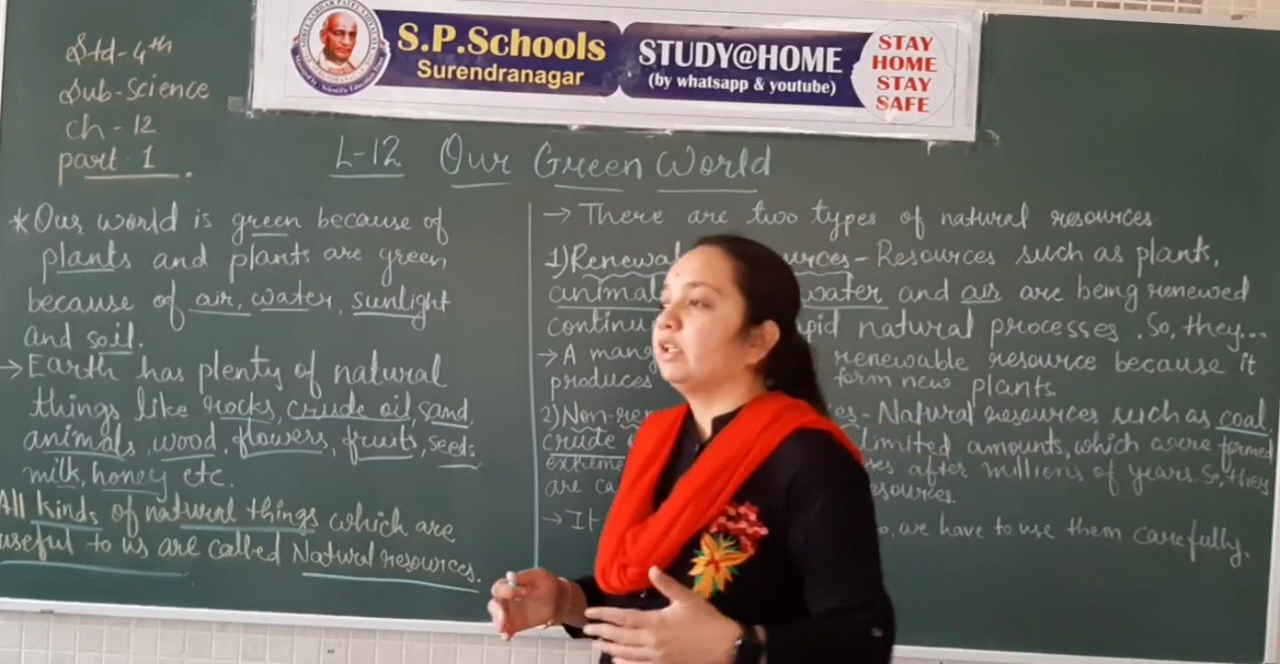 S.P.Schools
Surendranagar
STUDY@HOME
(by whatsapp & youtube)
STAY
HOME
STAY
SAFE
Std-4th
Sub-Science
ch-12
part-1
L-12 Our Green World
*Our world is green because of
plants and plants are green
because of air, water, sunlight
and soil.
→Earth has plenty of natural
things like rocks, crude oil, sand,
animals, wood, flowers, fruits, seeds
milk, honey etc.
All kinds of natural things which are
useful to us are called Natural resources.
→ There are two types of natural resources
1) - Resources such as plants,
water and air are being renewed
natural processes. So, they...
→A renewable resource because it
produces form new plants.
2) - Natural Resources such as coal,
crude limited amounts, which were formed
after millions of years. So, they
are
→It we have to use them carefully.